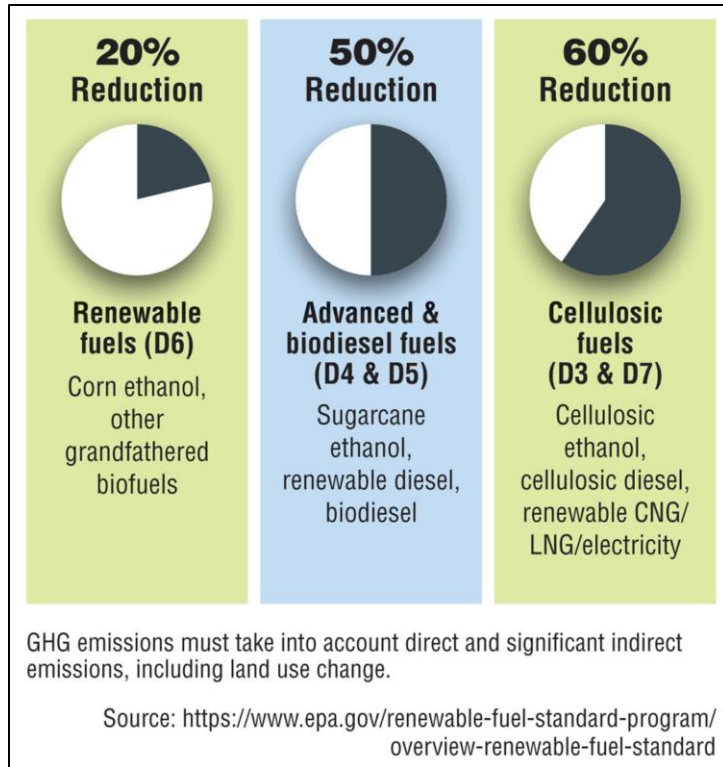 20%
Reduction
Renewable
fuels (D6)
Corn ethanol,
other
grandfathered
biofuels
50%
Reduction
Advanced &
biodiesel fuels
(D4 & D5)
Sugarcane
ethanol,
renewable diesel,
biodiesel
60%
Reduction
Cellulosic
fuels
(D3 & D7)
Cellulosic
ethanol,
cellulosic diesel,
renewable CNG/
LNG/electricity
GHG emissions must take into account direct and significant indirect
emissions, including land use change.
Source: https://www.epa.gov/renewable-fuel-standard-program/
overview-renewable-fuel-standard